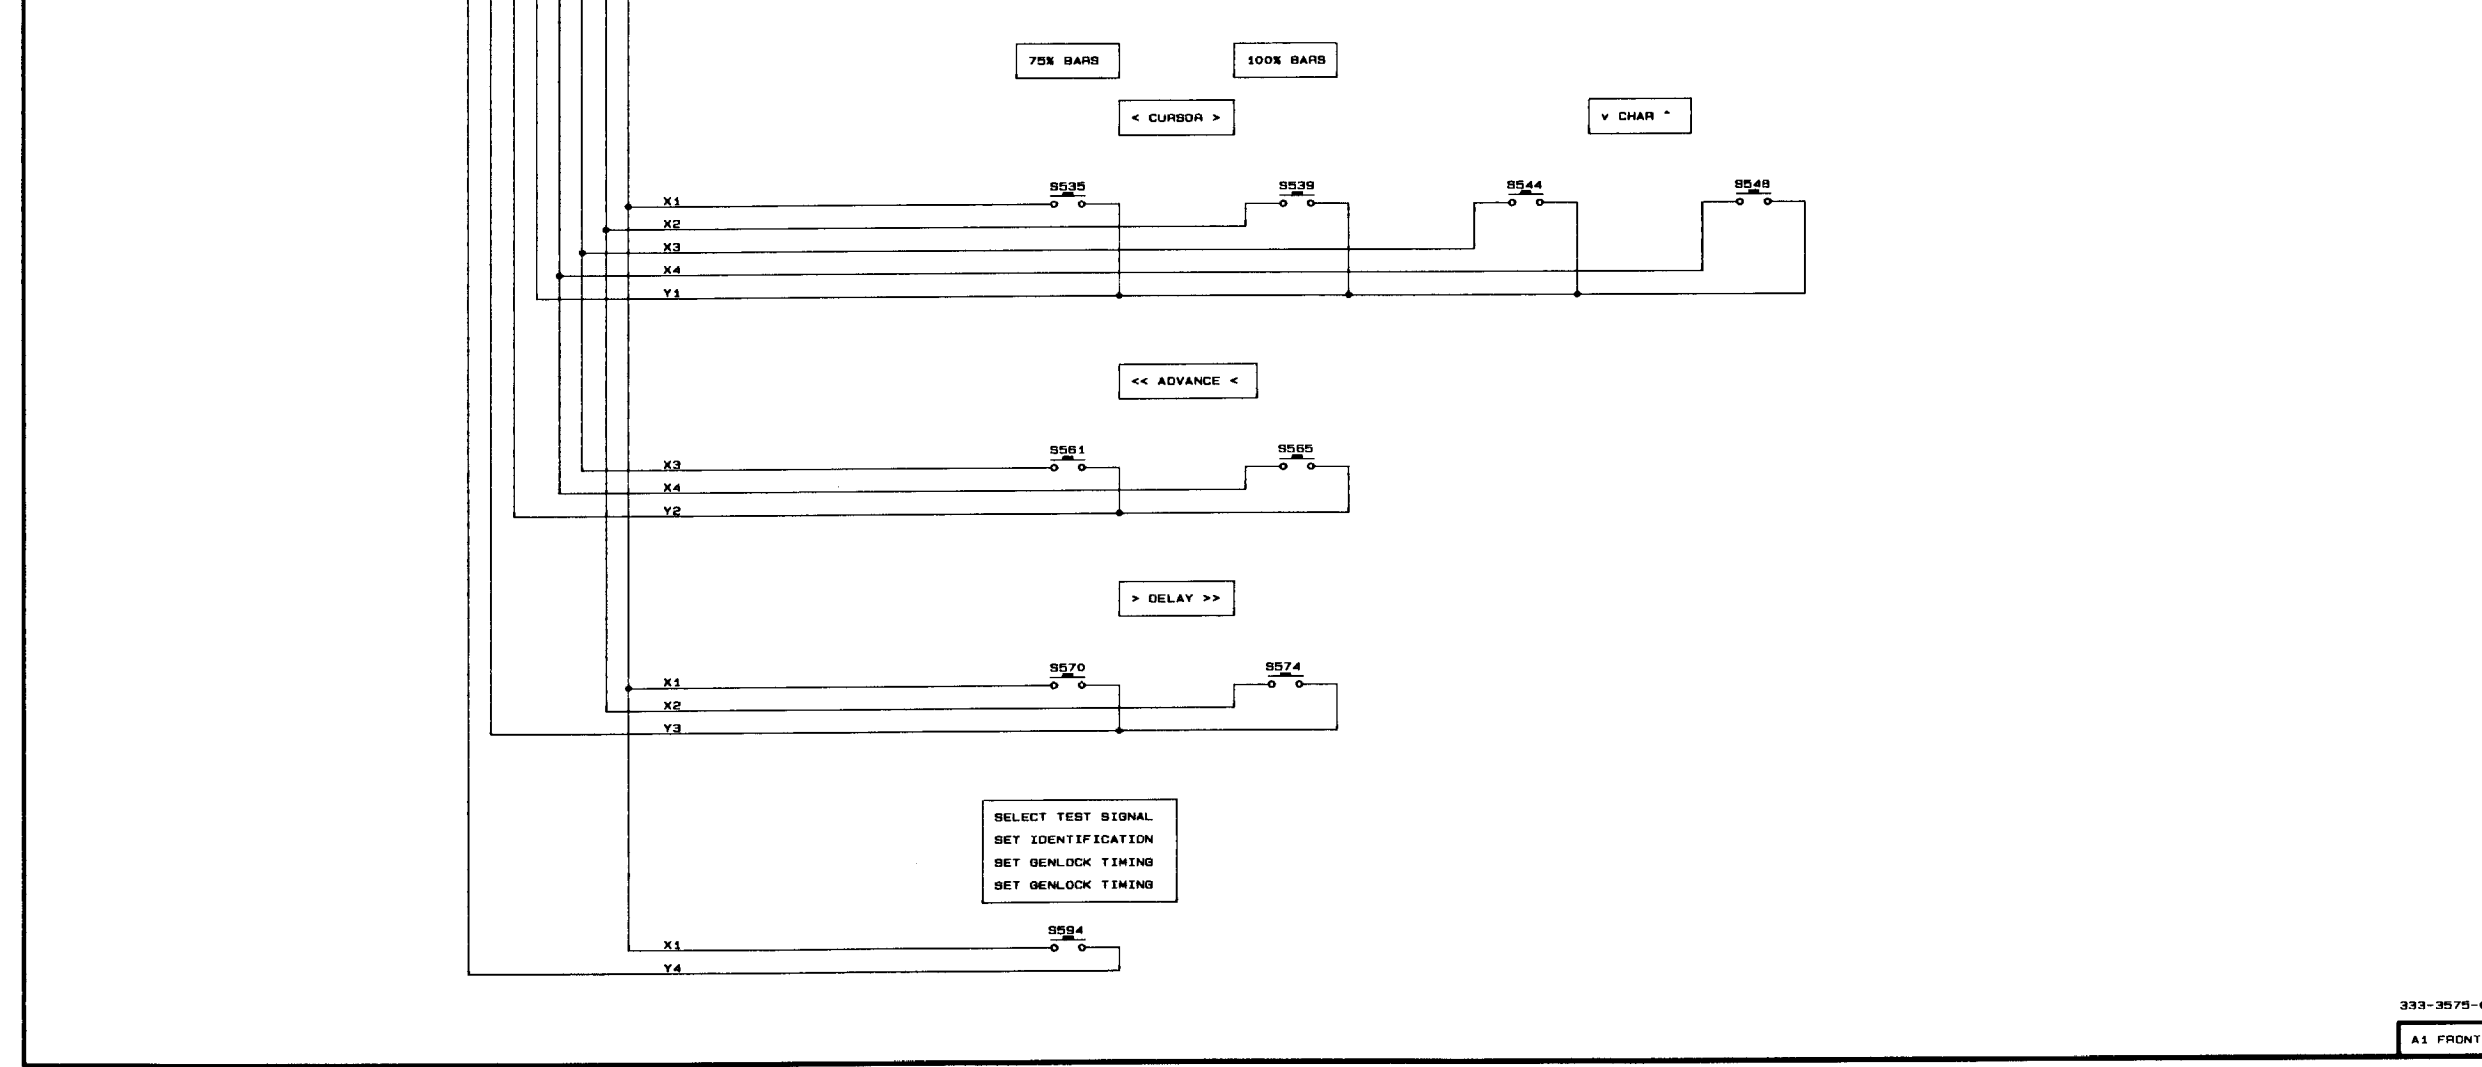 75% BARS
100% BARS
< CURSOR >
v CHAR ^
S535
S539
S544
S548
X1
X2
X3
X4
Y1
<< ADVANCE <
S561
S565
X3
X4
Y2
> DELAY >>
S570
S574
X1
X2
Y3
SELECT TEST SIGNAL
SET IDENTIFICATION
SET GENLOCK TIMING
SET GENLOCK TIMING
S594
X1
Y4
333-3575-
A1 FRONT